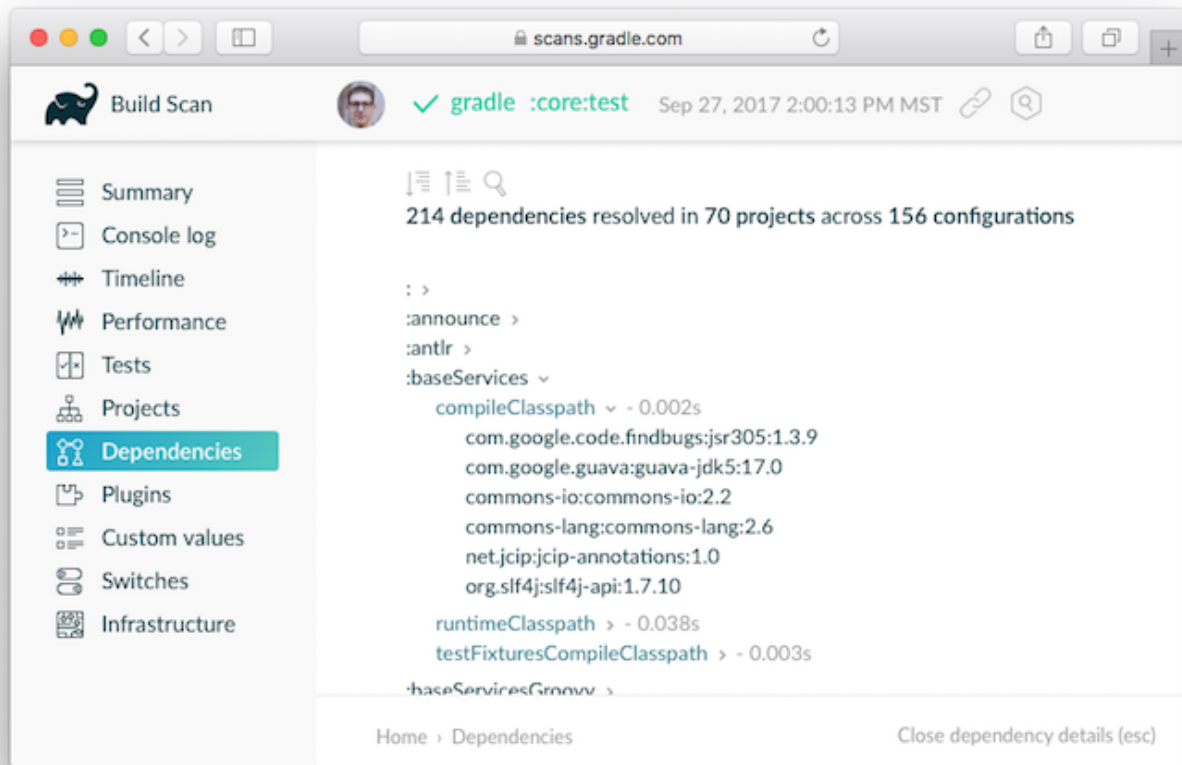 scans.gradle.com
Build Scan
gradle :core:test Sep 27, 2017 2:00:13 PM MST
Summary
Console log
Timeline
Performance
Tests
Projects
Dependencies
Plugins
Custom values
Switches
Infrastructure
214 dependencies resolved in 70 projects across 156 configurations
: >
:announce >
:antlr >
:baseServices
compileClasspath - 0.002s
com.google.code.findbugs:jsr305:1.3.9
com.google.guava:guava-jdk5:17.0
commons-io:commons-io:2.2
commons-lang:commons-lang:2.6
net.jcip:jcip-annotations:1.0
org.slf4j:slf4j-api:1.7.10
runtimeClasspath > - 0.038s
testFixturesCompileClasspath > - 0.003s
:baseServicesGroovy >
Home > Dependencies
Close dependency details (esc)